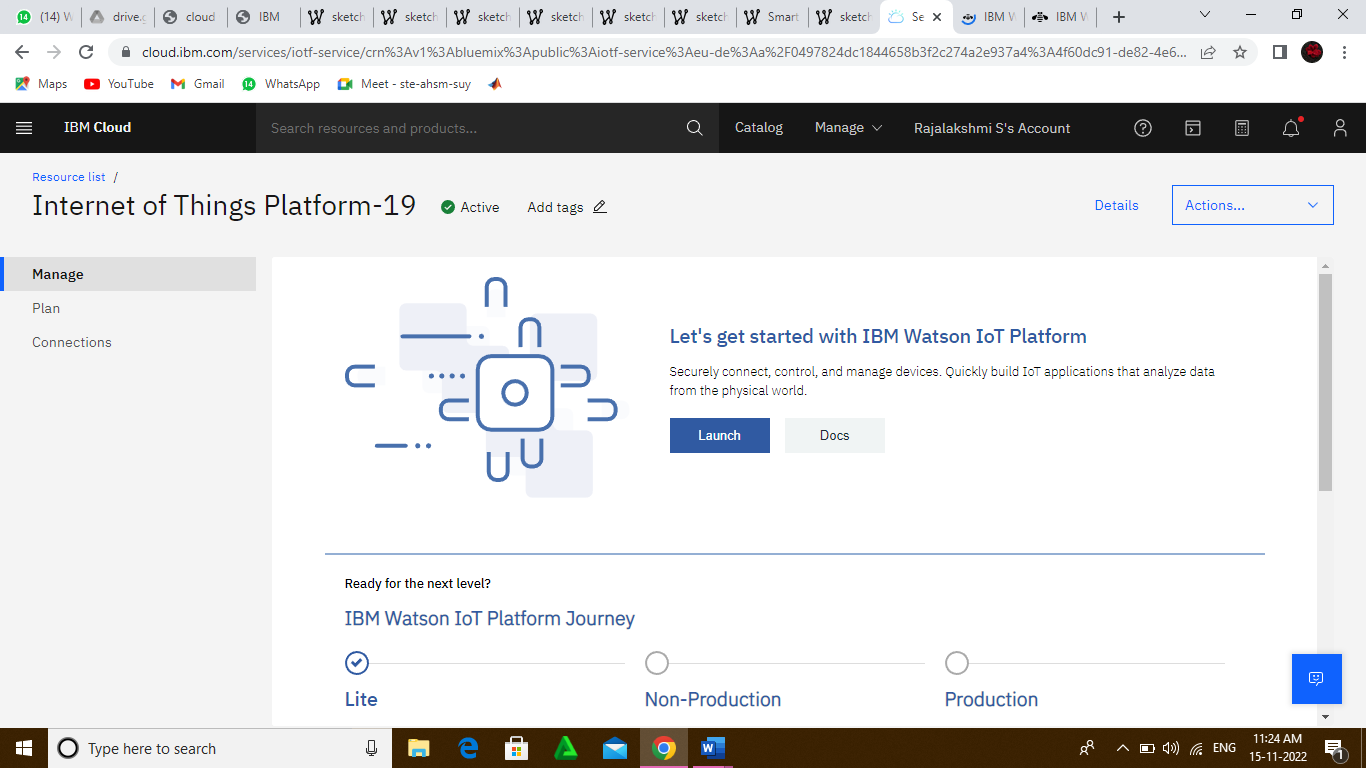 (14) W
drive.g
cloud
IBM
sketch
sketch
sketch
sketch
sketch
sketch
Smart
sketch
Se
IBM W
IBM W
cloud.ibm.com/services/iotf-service/crn%3Av1%3Abluemix%3Apublic%3Aiotf-service%3Aeu-de%3Aa%2F0497824dc1844658b3f2c274a2e937a4%3A4f60dc91-de82-4e6...
Maps
YouTube
Gmail
14
WhatsApp
Meet - ste-ahsm-suy
IBM Cloud
Search resources and products...
Catalog
Manage
Rajalakshmi S's Account
Resource list /
Internet of Things Platform-19
Active
Add tags
Details
Actions...
Manage
Plan
Connections
Let's get started with IBM Watson IoT Platform
Securely connect, control, and manage devices. Quickly build IoT applications that analyze data
from the physical world.
Launch
Docs
Ready for the next level?
IBM Watson IoT Platform Journey
Lite
Non-Production
Production
Type here to search
ENG
11:24 AM
15-11-2022
1